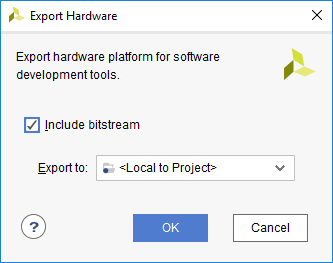 Export Hardware
Export hardware platform for software
development tools.
Include bitstream
Export to: <Local to Project>
? OK Cancel